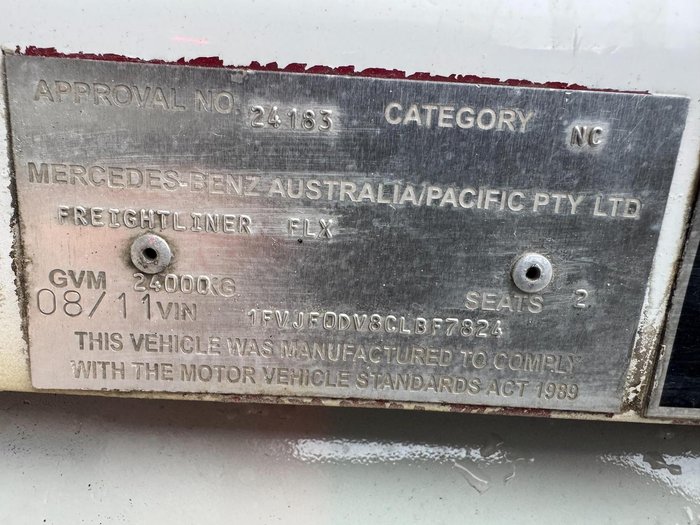 APPROVAL NO. 24183 CATEGORY NC
MERCEDES-BENZ AUSTRALIA/PACIFIC PTY LTD
FREIGHTLINER FLX
GVM 24000KG SEATS 2
08/11 VIN 1FVJF0DV8CLBF7824
THIS VEHICLE WAS MANUFACTURED TO COMPLY
WITH THE MOTOR VEHICLE STANDARDS ACT 1989